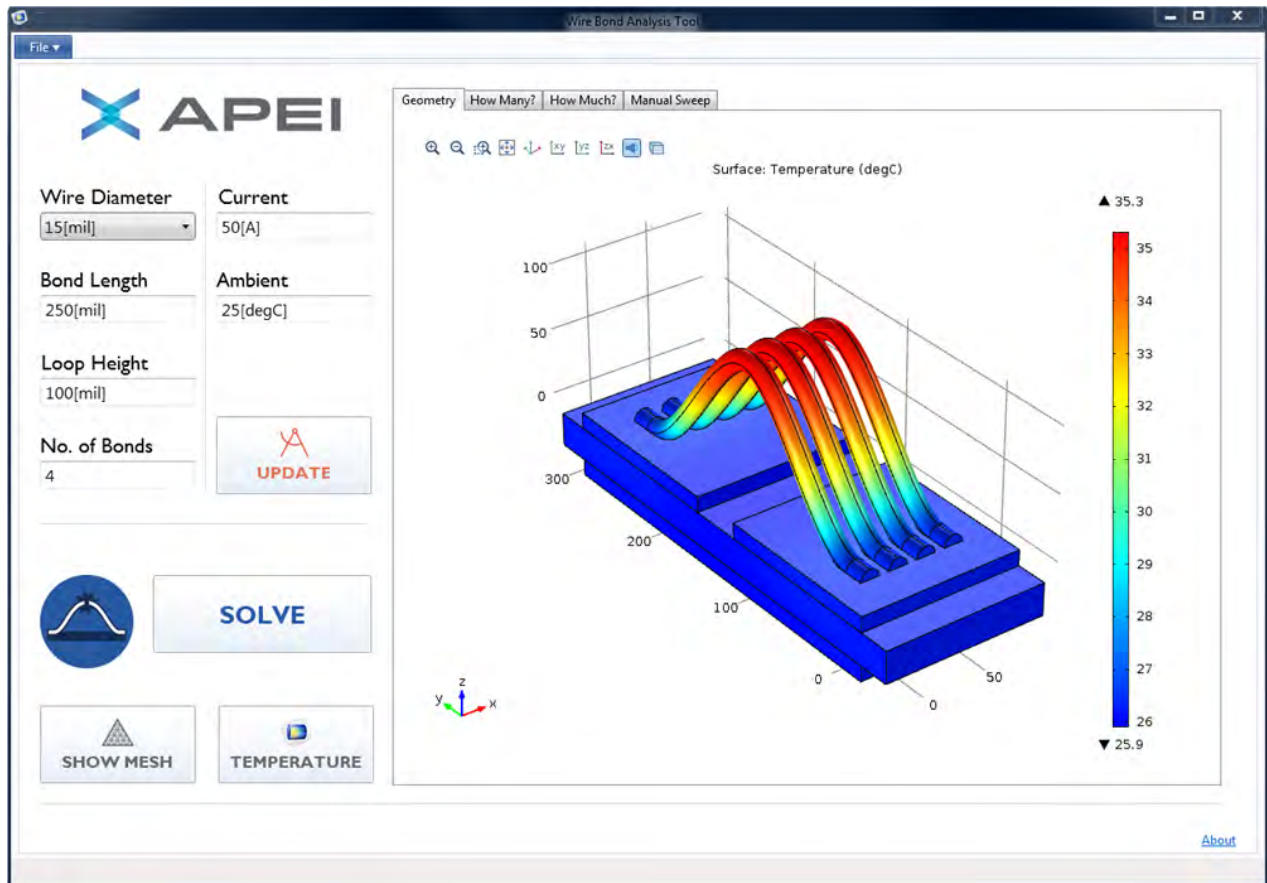 Wire Bond Analysis Tool
File
APEI
Geometry How Many? How Much? Manual Sweep
xy yz zx
Surface: Temperature (degC)
Wire Diameter
15[mil]
Current
50[A]
Bond Length
250[mil]
Ambient
25[degC]
Loop Height
100[mil]
No. of Bonds
4
UPDATE
SOLVE
SHOW MESH
TEMPERATURE
100
50
0
300
200
100
0
0
50
z
y
x
35.3
35
34
33
32
31
30
29
28
27
26
25.9
About